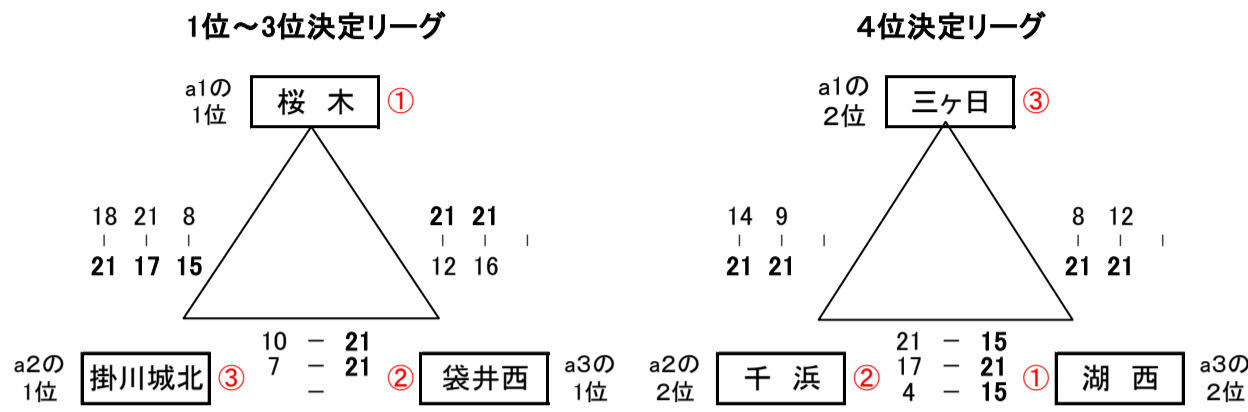 1位～3位決定リーグ
a1の
1位
桜 木
①
18 21 8
- - -
21 17 15
21 21
- - -
12 16
10 - 21
7 - 21
-
a2の
1位
掛川城北
③
②
袋井西
a3の
1位
4位決定リーグ
a1の
2位
三ヶ日
③
14 9
- - -
21 21
8 12
- - -
21 21
21 - 15
17 - 21
4 - 15
a2の
2位
千 浜
②
①
湖 西
a3の
2位